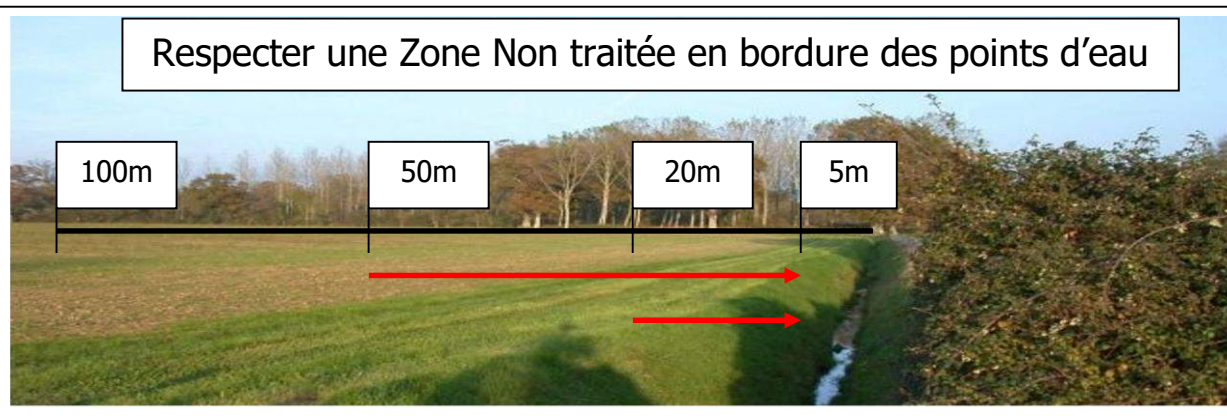 Respecter une Zone Non traitée en bordure des points d’eau
100m 50m 20m 5m